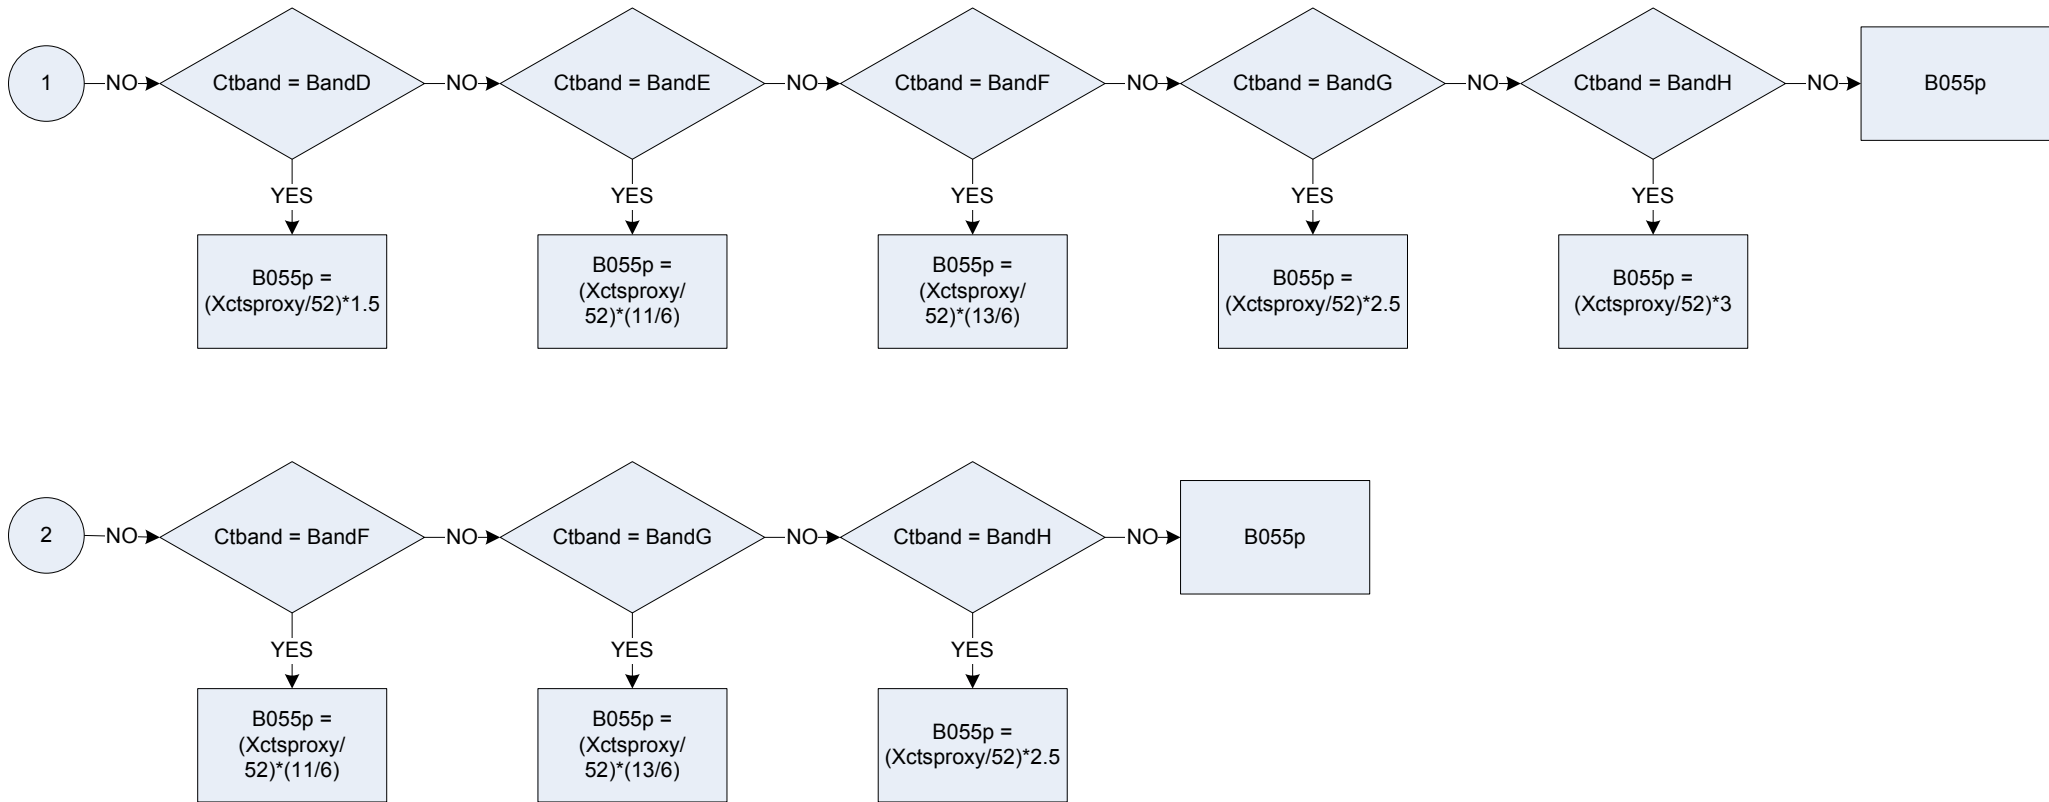 1
NO
Ctband = BandD
NO
Ctband = BandE
NO
Ctband = BandF
NO
Ctband = BandG
NO
Ctband = BandH
NO
B055p
YES
YES
YES
YES
YES
B055p =
(Xctsproxy/52)*1.5
B055p =
(Xctsproxy/
52)*(11/6)
B055p =
(Xctsproxy/
52)*(13/6)
B055p =
(Xctsproxy/52)*2.5
B055p =
(Xctsproxy/52)*3
2
NO
Ctband = BandF
NO
Ctband = BandG
NO
Ctband = BandH
NO
B055p
YES
YES
YES
B055p =
(Xctsproxy/
52)*(11/6)
B055p =
(Xctsproxy/
52)*(13/6)
B055p =
(Xctsproxy/52)*2.5